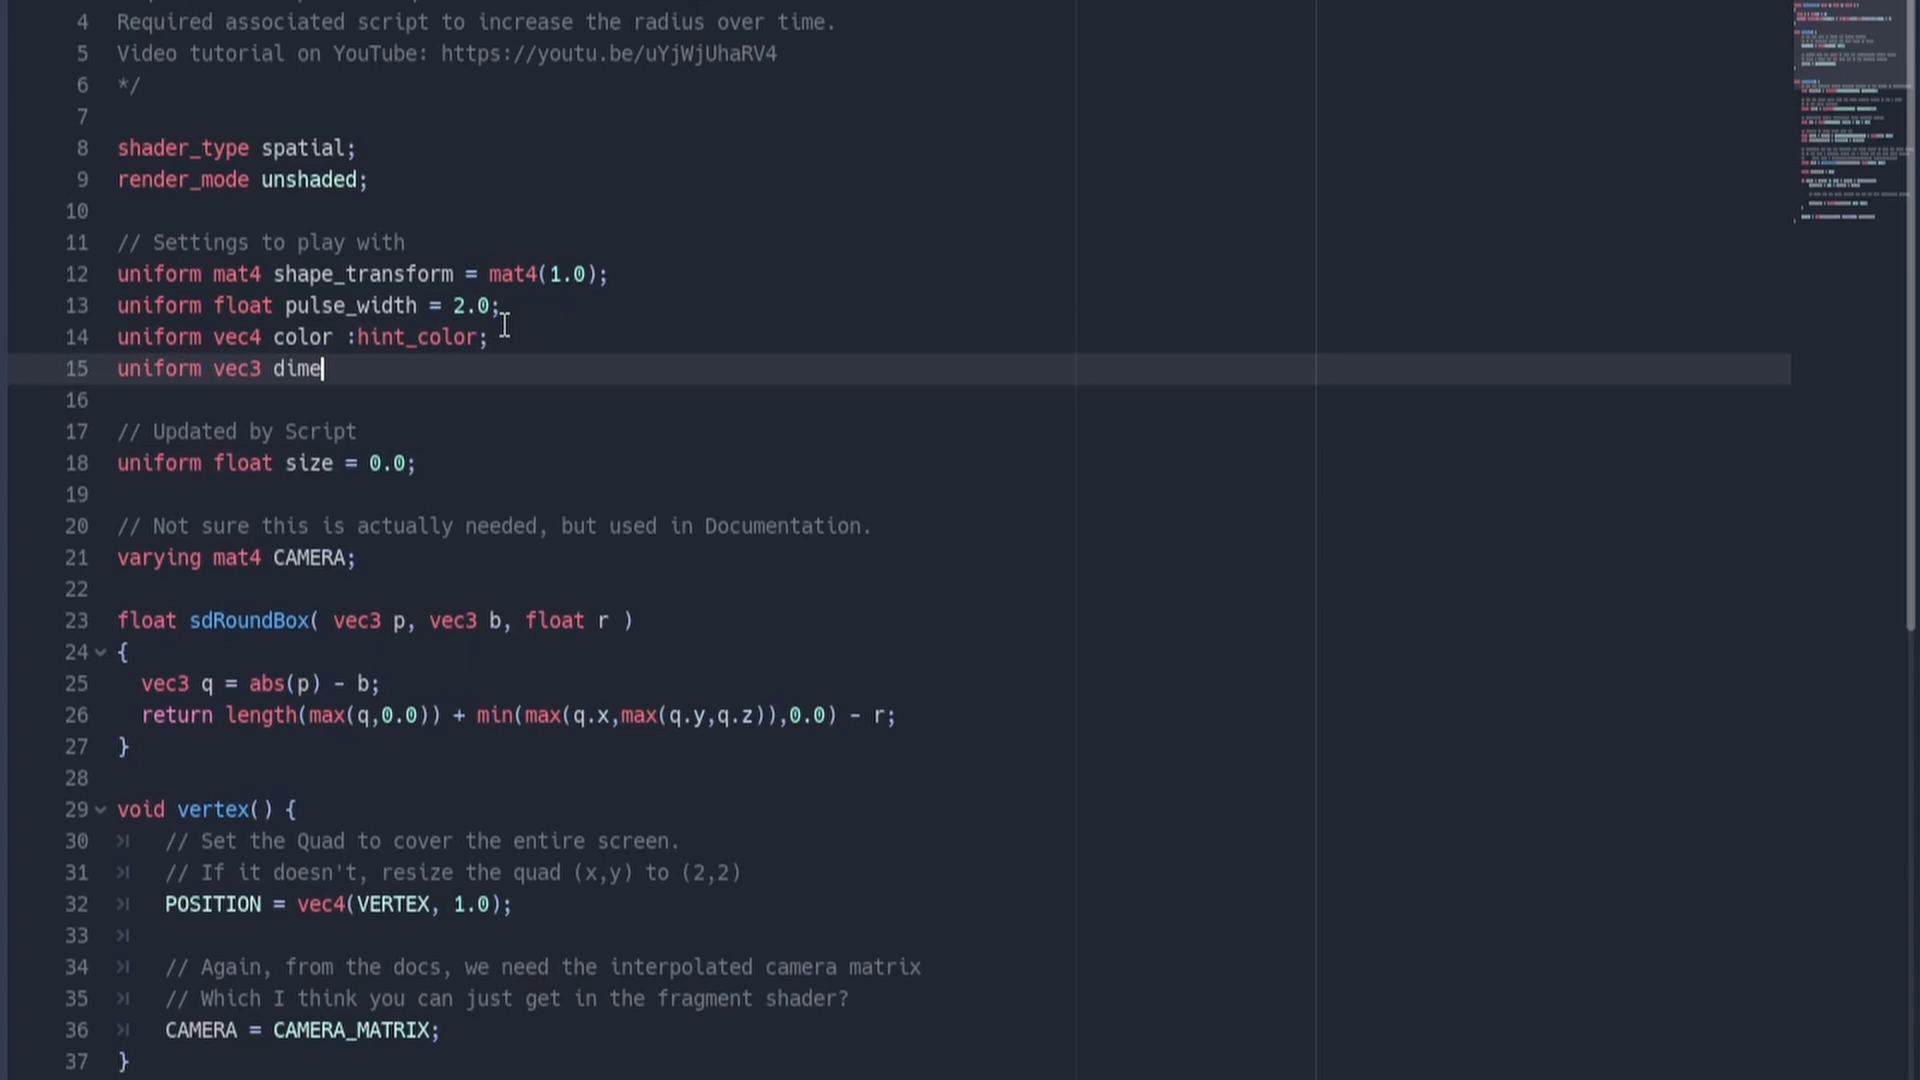 4 Required associated script to increase the radius over time.
5 Video tutorial on YouTube: https://youtu.be/uYjWjUhaRV4
6 */
7
8 shader_type spatial;
9 render_mode unshaded;
10
11 // Settings to play with
12 uniform mat4 shape_transform = mat4(1.0);
13 uniform float pulse_width = 2.0;
14 uniform vec4 color :hint_color;
15 uniform vec3 dime
16
17 // Updated by Script
18 uniform float size = 0.0;
19
20 // Not sure this is actually needed, but used in Documentation.
21 varying mat4 CAMERA;
22
23 float sdRoundBox( vec3 p, vec3 b, float r )
24 {
25 vec3 q = abs(p) - b;
26 return length(max(q,0.0)) + min(max(q.x,max(q.y,q.z)),0.0) - r;
27 }
28
29 void vertex() {
30 // Set the Quad to cover the entire screen.
31 // If it doesn't, resize the quad (x,y) to (2,2)
32 POSITION = vec4(VERTEX, 1.0);
33
34 // Again, from the docs, we need the interpolated camera matrix
35 // Which I think you can just get in the fragment shader?
36 CAMERA = CAMERA_MATRIX;
37 }